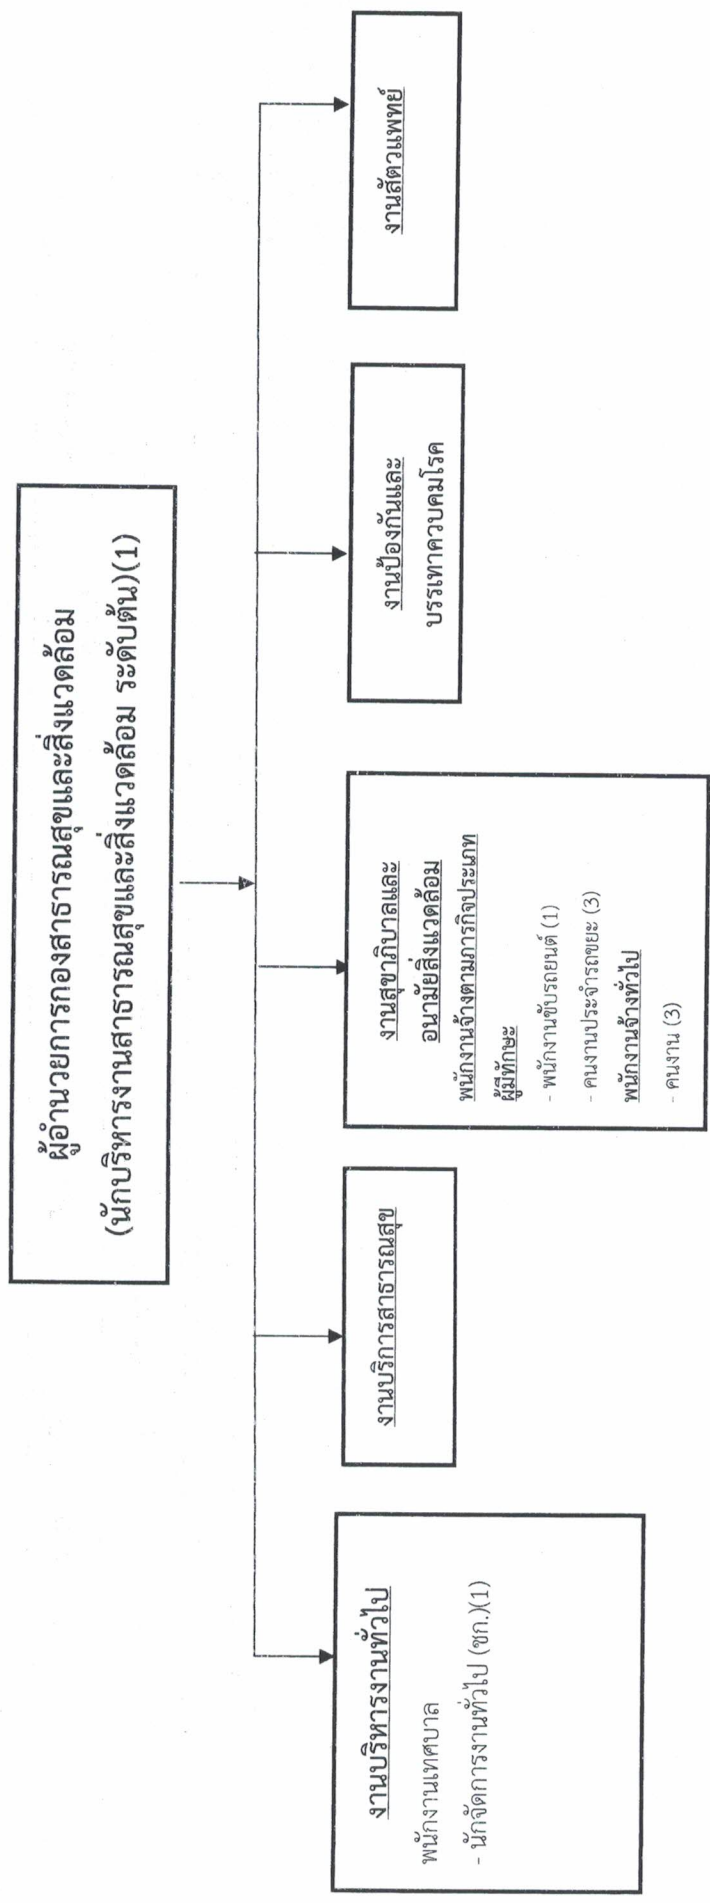 ผู้อำนวยการกองสาธารณสุขและสิ่งแวดล้อม
(นักบริหารงานสาธารณสุขและสิ่งแวดล้อม ระดับต้น)(1)
งานบริหารงานทั่วไป
พนักงานเทศบาล
- นักจัดการงานทั่วไป (ชก.)(1)
งานบริการสาธารณสุข
งานสุขาภิบาลและ
อนามัยสิ่งแวดล้อม
พนักงานจ้างตามภารกิจประเภท
ผู้มีทักษะ
- พนักงานขับรถยนต์ (1)
- คนงานประจำรถขยะ (3)
พนักงานจ้างทั่วไป
- คนงาน (3)
งานป้องกันและ
บรรเทาควบคมโรค
งานสัตวแพทย์